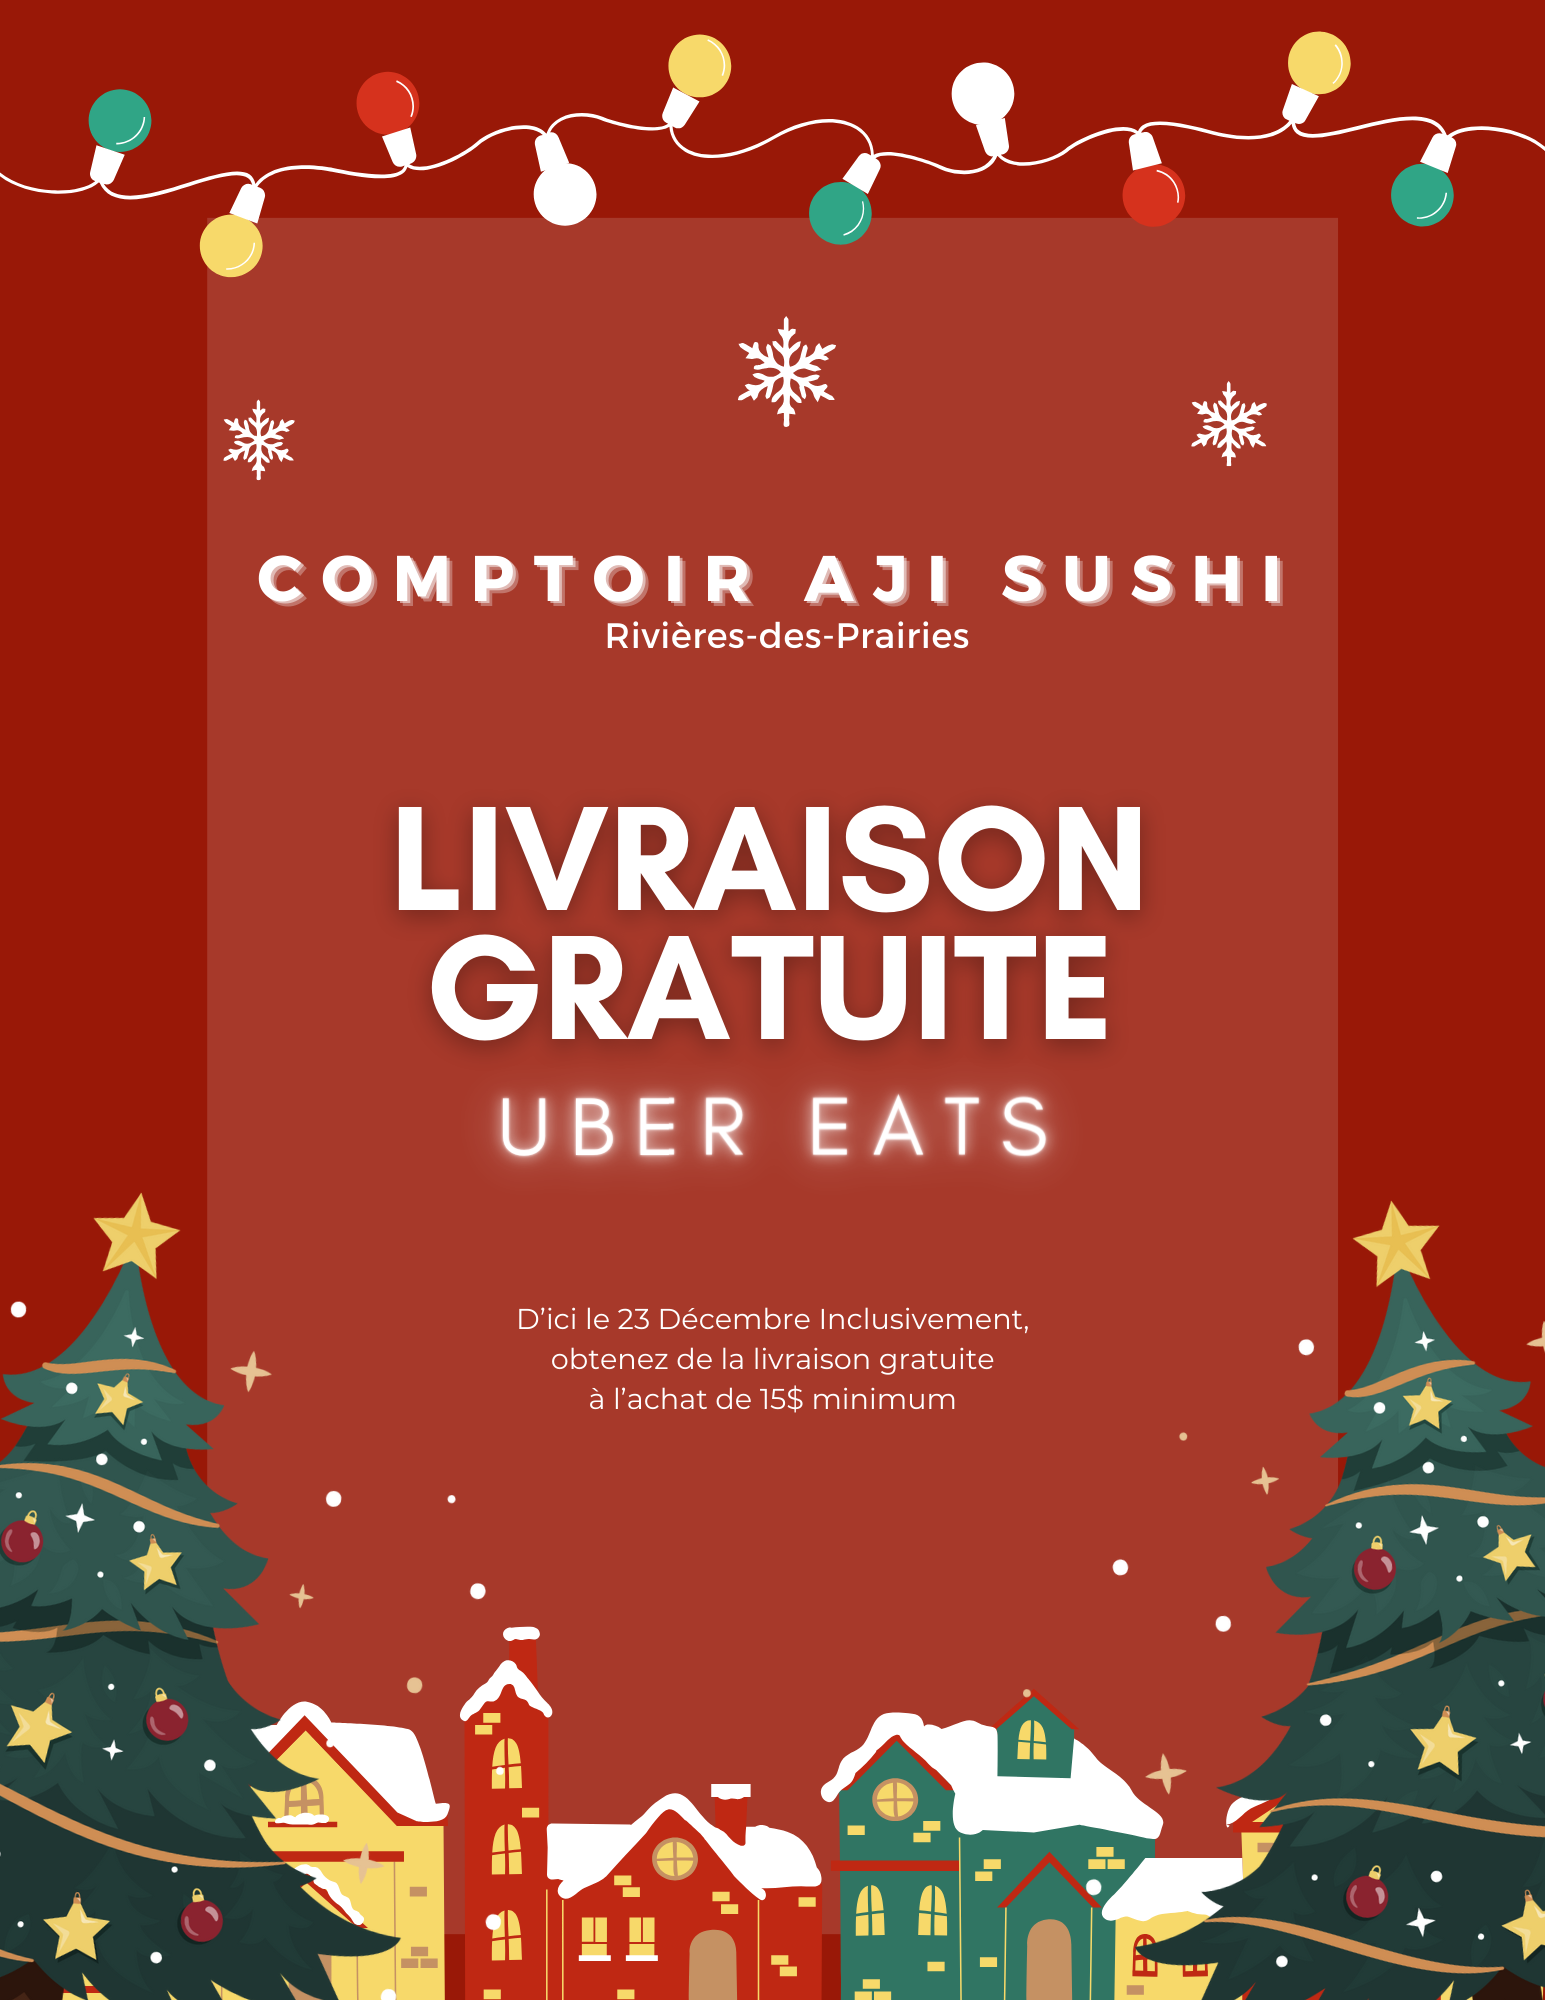 COMPTOIR AJI SUSHI
Rivières-des-Prairies
LIVRAISON
GRATUITE
UBER EATS
D’ici le 23 Décembre Inclusivement,
obtenez de la livraison gratuite
à l’achat de 15$ minimum